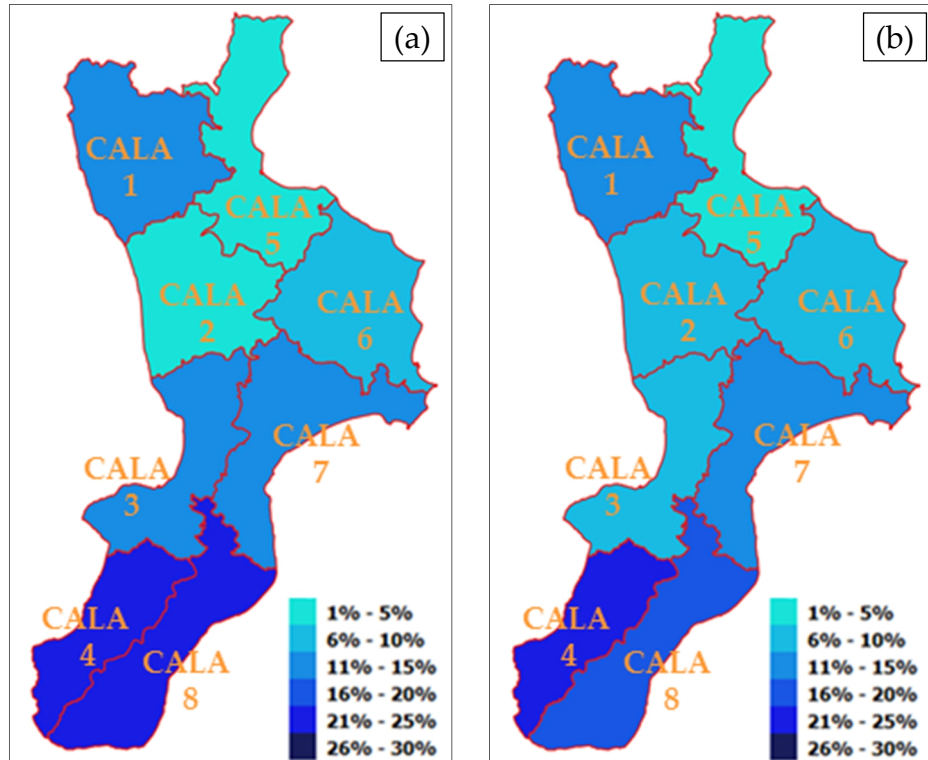 (a)
CALA
1
CALA
5
CALA
2
CALA
6
CALA
7
CALA
3
CALA
4
CALA
8
1% - 5%
6% - 10%
11% - 15%
16% - 20%
21% - 25%
26% - 30%
(b)
CALA
1
CALA
5
CALA
2
CALA
6
CALA
7
CALA
3
CALA
4
CALA
8
1% - 5%
6% - 10%
11% - 15%
16% - 20%
21% - 25%
26% - 30%